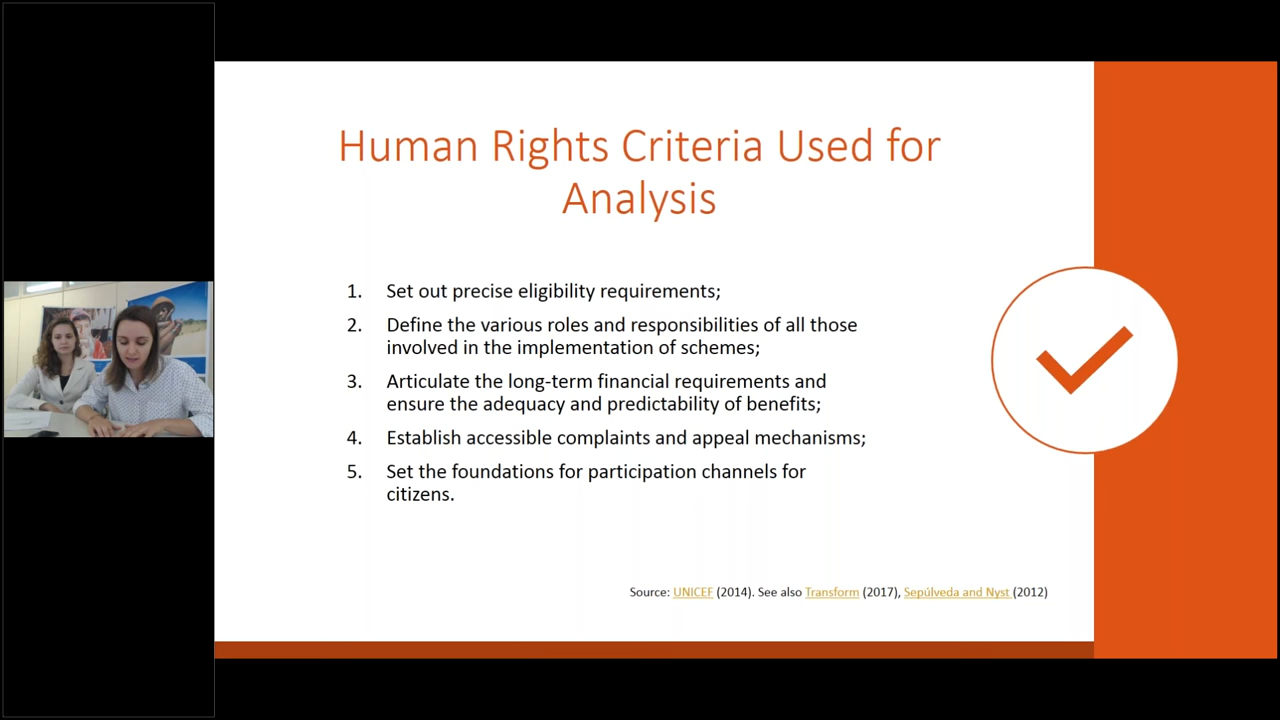 Human Rights Criteria Used for
Analysis
1. Set out precise eligibility requirements;
2. Define the various roles and responsibilities of all those
involved in the implementation of schemes;
3. Articulate the long-term financial requirements and
ensure the adequacy and predictability of benefits;
4. Establish accessible complaints and appeal mechanisms;
5. Set the foundations for participation channels for
citizens.
Source: UNICEF (2014). See also Transform (2017), Sepúlveda and Nyst (2012)